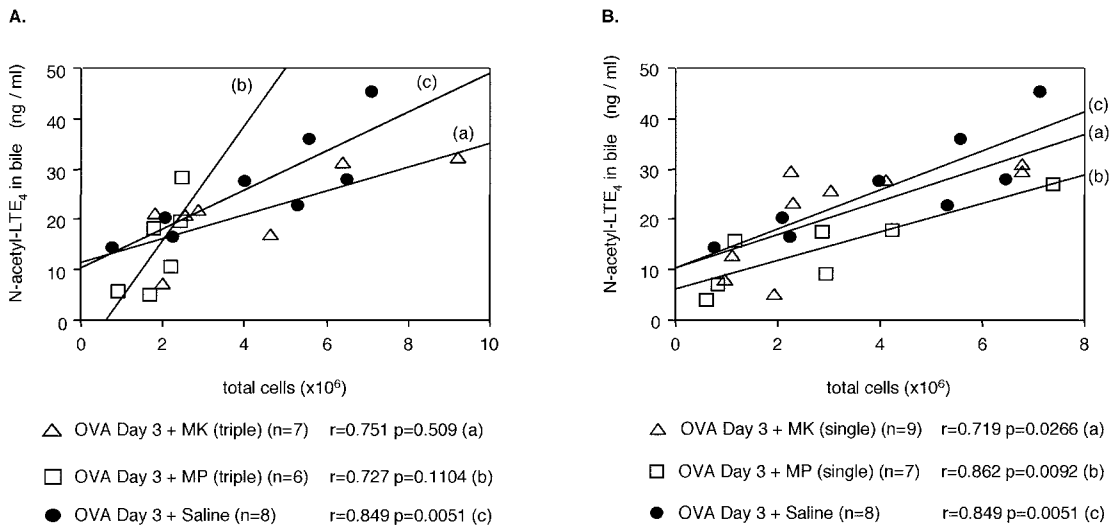 A.
N-acetyl-LTE4 in bile (ng / ml)
50
40
30
20
10
0
(b)
(c)
(a)
0 2 4 6 8 10
total cells (x10⁶)
OVA Day 3 + MK (triple) (n=7) r=0.751 p=0.509 (a)
OVA Day 3 + MP (triple) (n=6) r=0.727 p=0.1104 (b)
OVA Day 3 + Saline (n=8) r=0.849 p=0.0051 (c)
B.
N-acetyl-LTE4 in bile (ng / ml)
50
40
30
20
10
0
(c)
(a)
(b)
0 2 4 6 8
total cells (x10⁶)
OVA Day 3 + MK (single) (n=9) r=0.719 p=0.0266 (a)
OVA Day 3 + MP (single) (n=7) r=0.862 p=0.0092 (b)
OVA Day 3 + Saline (n=8) r=0.849 p=0.0051 (c)